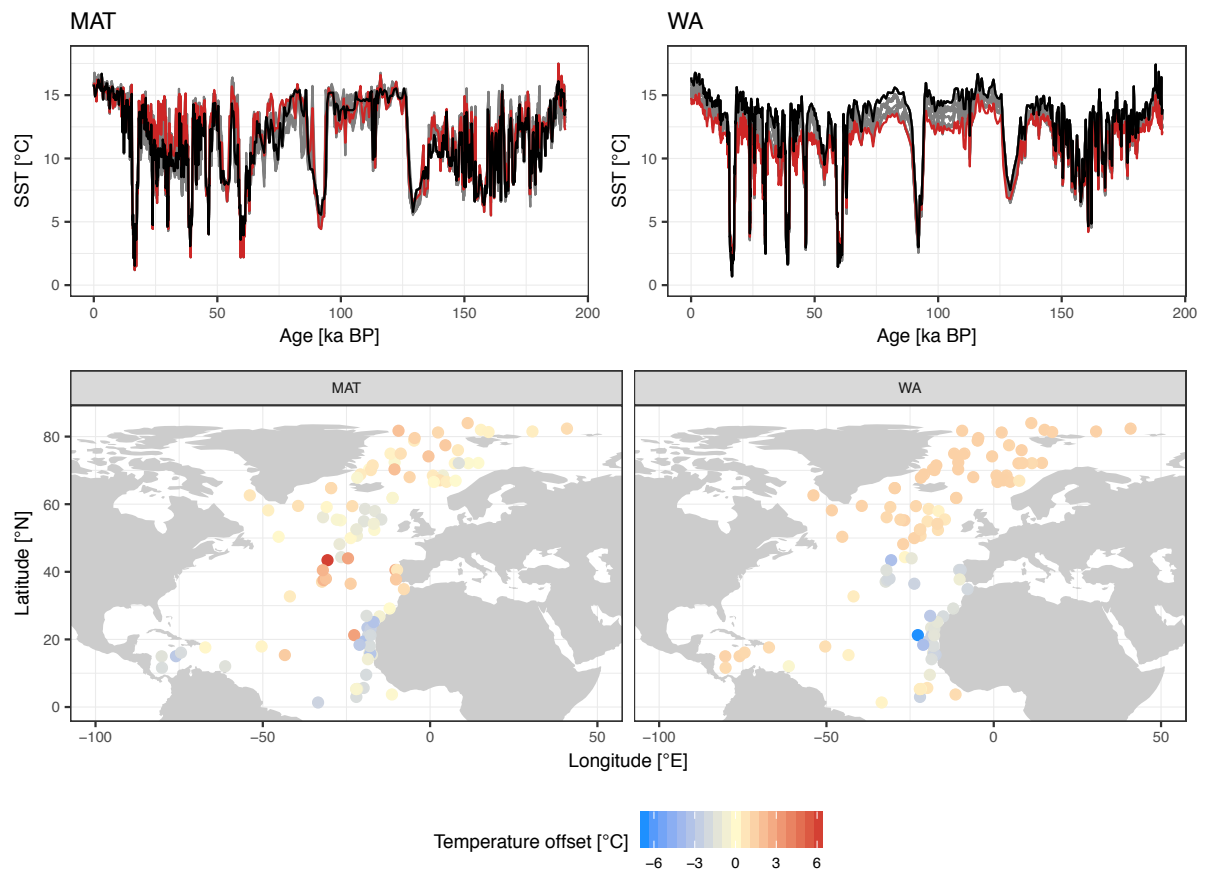 MAT
WA
SST [°C]
15
10
5
0
0 50 100 150 200
Age [ka BP]
SST [°C]
15
10
5
0
0 50 100 150 200
Age [ka BP]
MAT
WA
Latitude [°N]
80
60
40
20
0
−100 −50 0 50
−100 −50 0 50
Longitude [°E]
Temperature offset [°C]
−6 −3 0 3 6